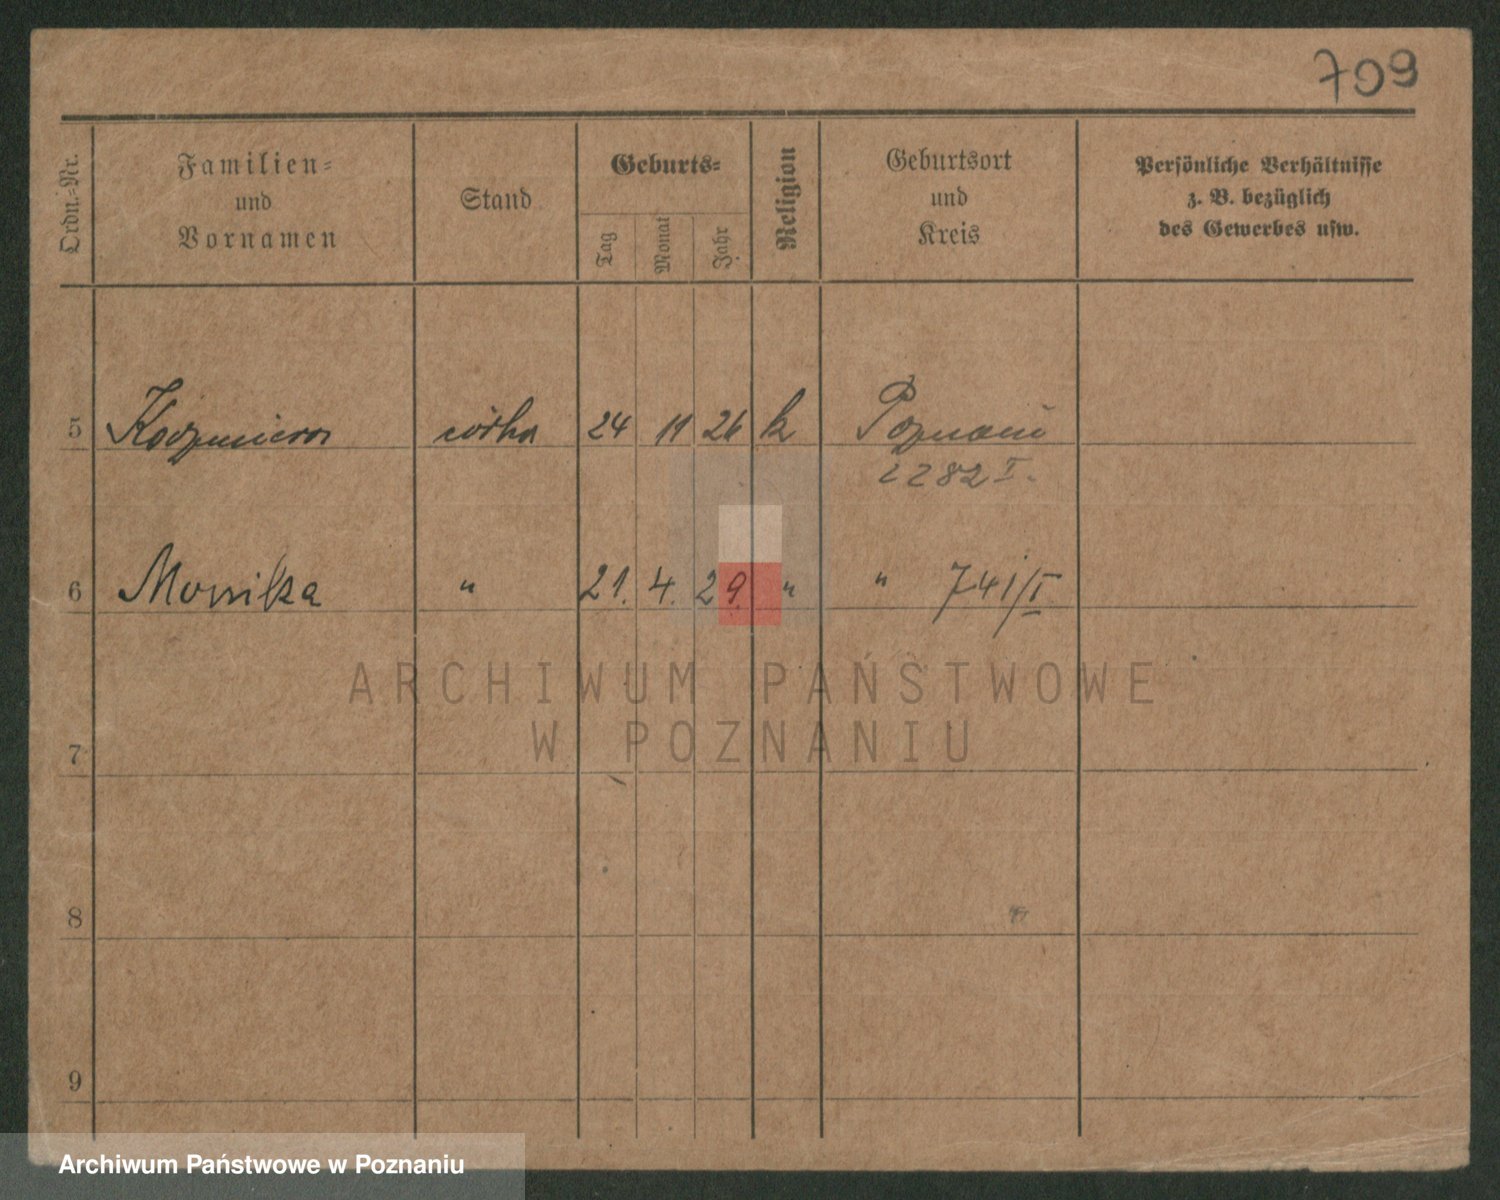 709
Ordn.-Nr.
Familien-
und
Vornamen
Stand
Geburts-
Tag
Monat
Jahr
Religion
Geburtsort
und
Kreis
Persönliche Verhältnisse
z. B. bezüglich
des Gewerbes usw.
5 Kazmiera córka 24 11 26 k Poznań
2282 I.
6 Monika " 21. 4. 29. " " 741/I
ARCHIWUM PAŃSTWOWE
W POZNANIU
7
8
9
Archiwum Państwowe w Poznaniu